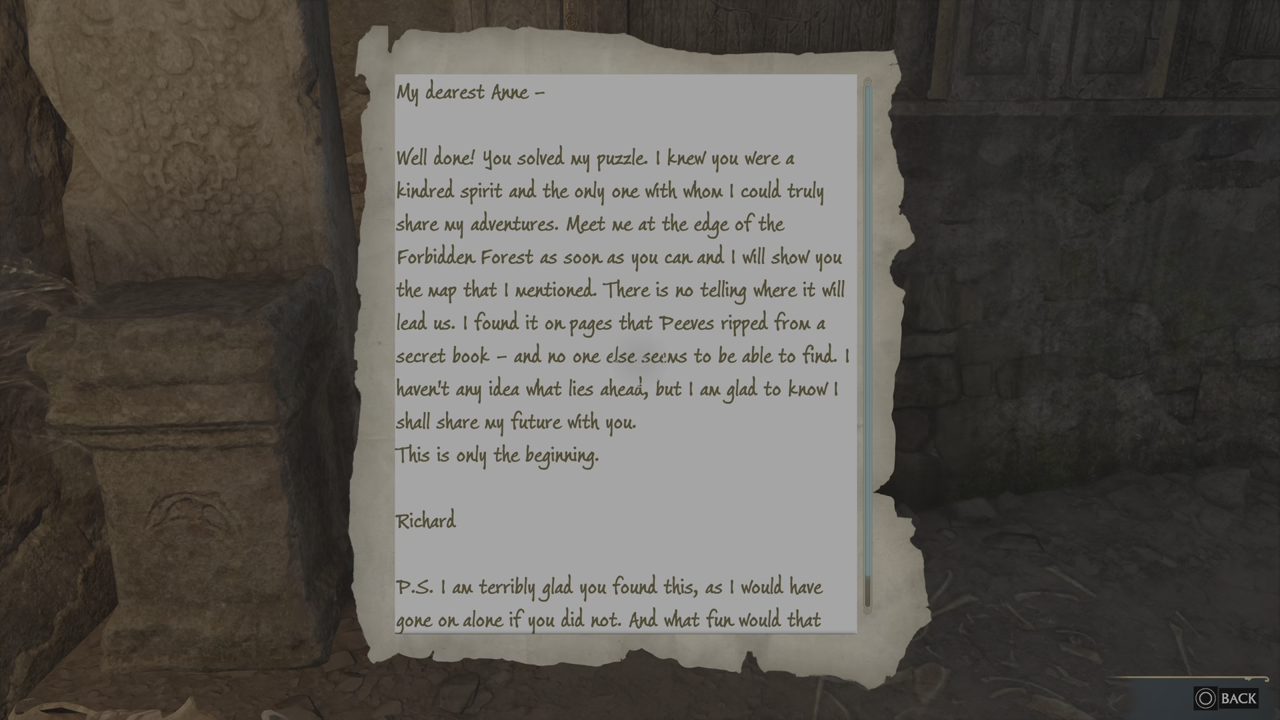 My dearest Anne –
Well done! You solved my puzzle. I knew you were a
kindred spirit and the only one with whom I could truly
share my adventures. Meet me at the edge of the
Forbidden Forest as soon as you can and I will show you
the map that I mentioned. There is no telling where it will
lead us. I found it on pages that Peeves ripped from a
secret book – and no one else seems to be able to find. I
haven't any idea what lies ahead, but I am glad to know I
shall share my future with you.
This is only the beginning.
Richard
P.S. I am terribly glad you found this, as I would have
gone on alone if you did not. And what fun would that
BACK